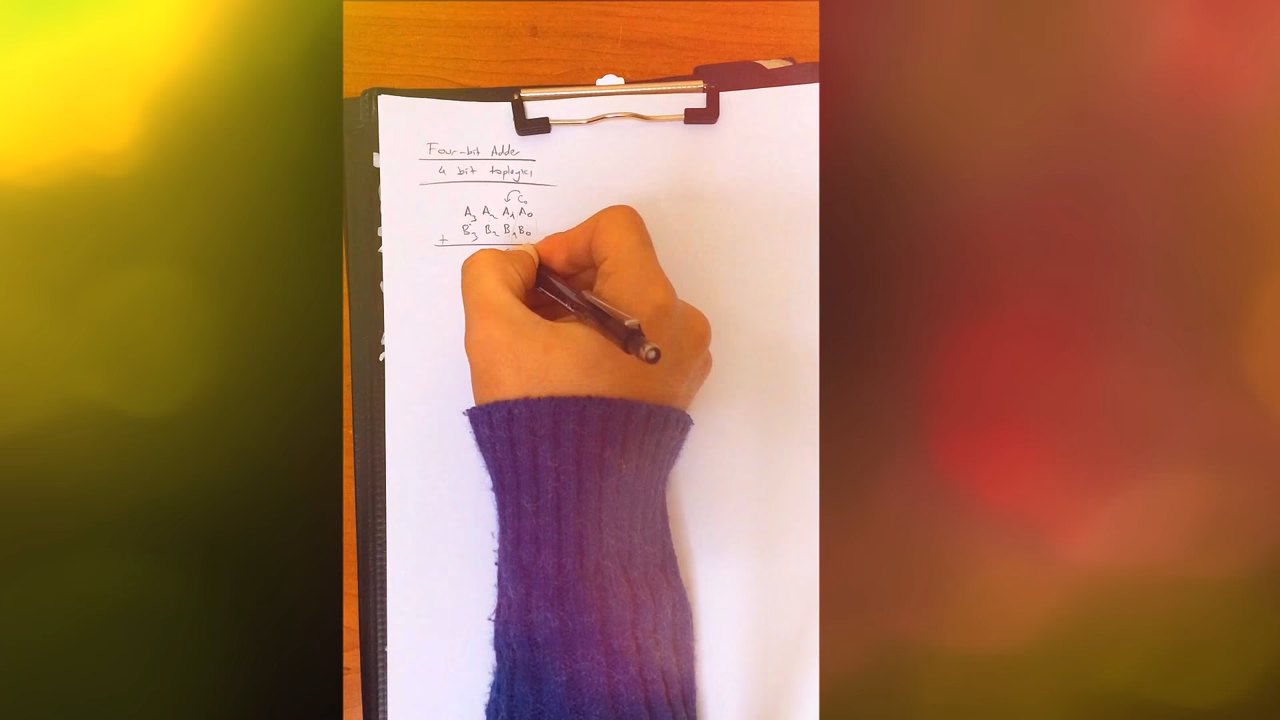 Four-bit Adder
4 bit toplayıcı
C₀
A₃ A₂ A₁ A₀
B₃ B₂ B₁ B₀
+